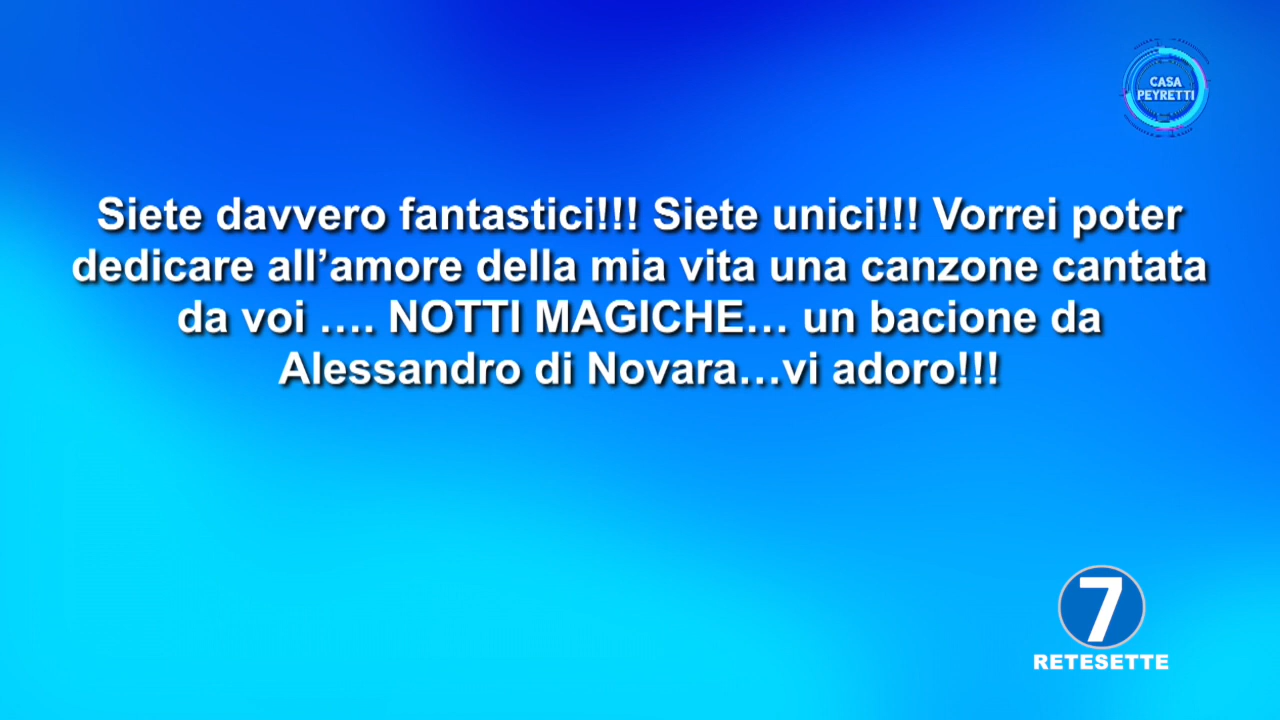 CASA
PEYRETTI
Siete davvero fantastici!!! Siete unici!!! Vorrei poter
dedicare all’amore della mia vita una canzone cantata
da voi …. NOTTI MAGICHE… un bacione da
Alessandro di Novara…vi adoro!!!
7
RETESETTE